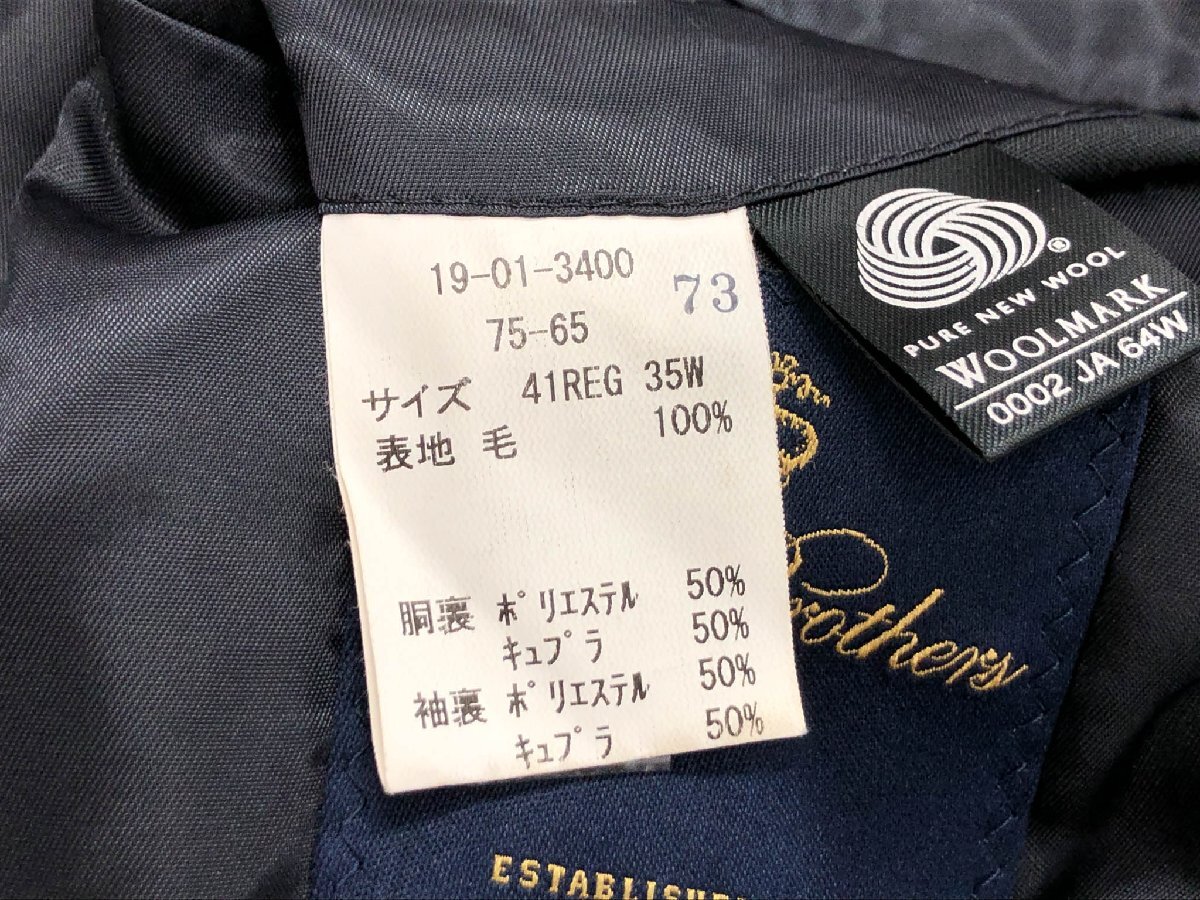 19-01-3400
73
75-65
サイズ 41REG 35W
表地 毛 100%
胴裏 ポリエステル 50%
キュプラ 50%
袖裏 ポリエステル 50%
キュプラ 50%
PURE NEW WOOL
WOOLMARK
0002 JA 64W
Brothers